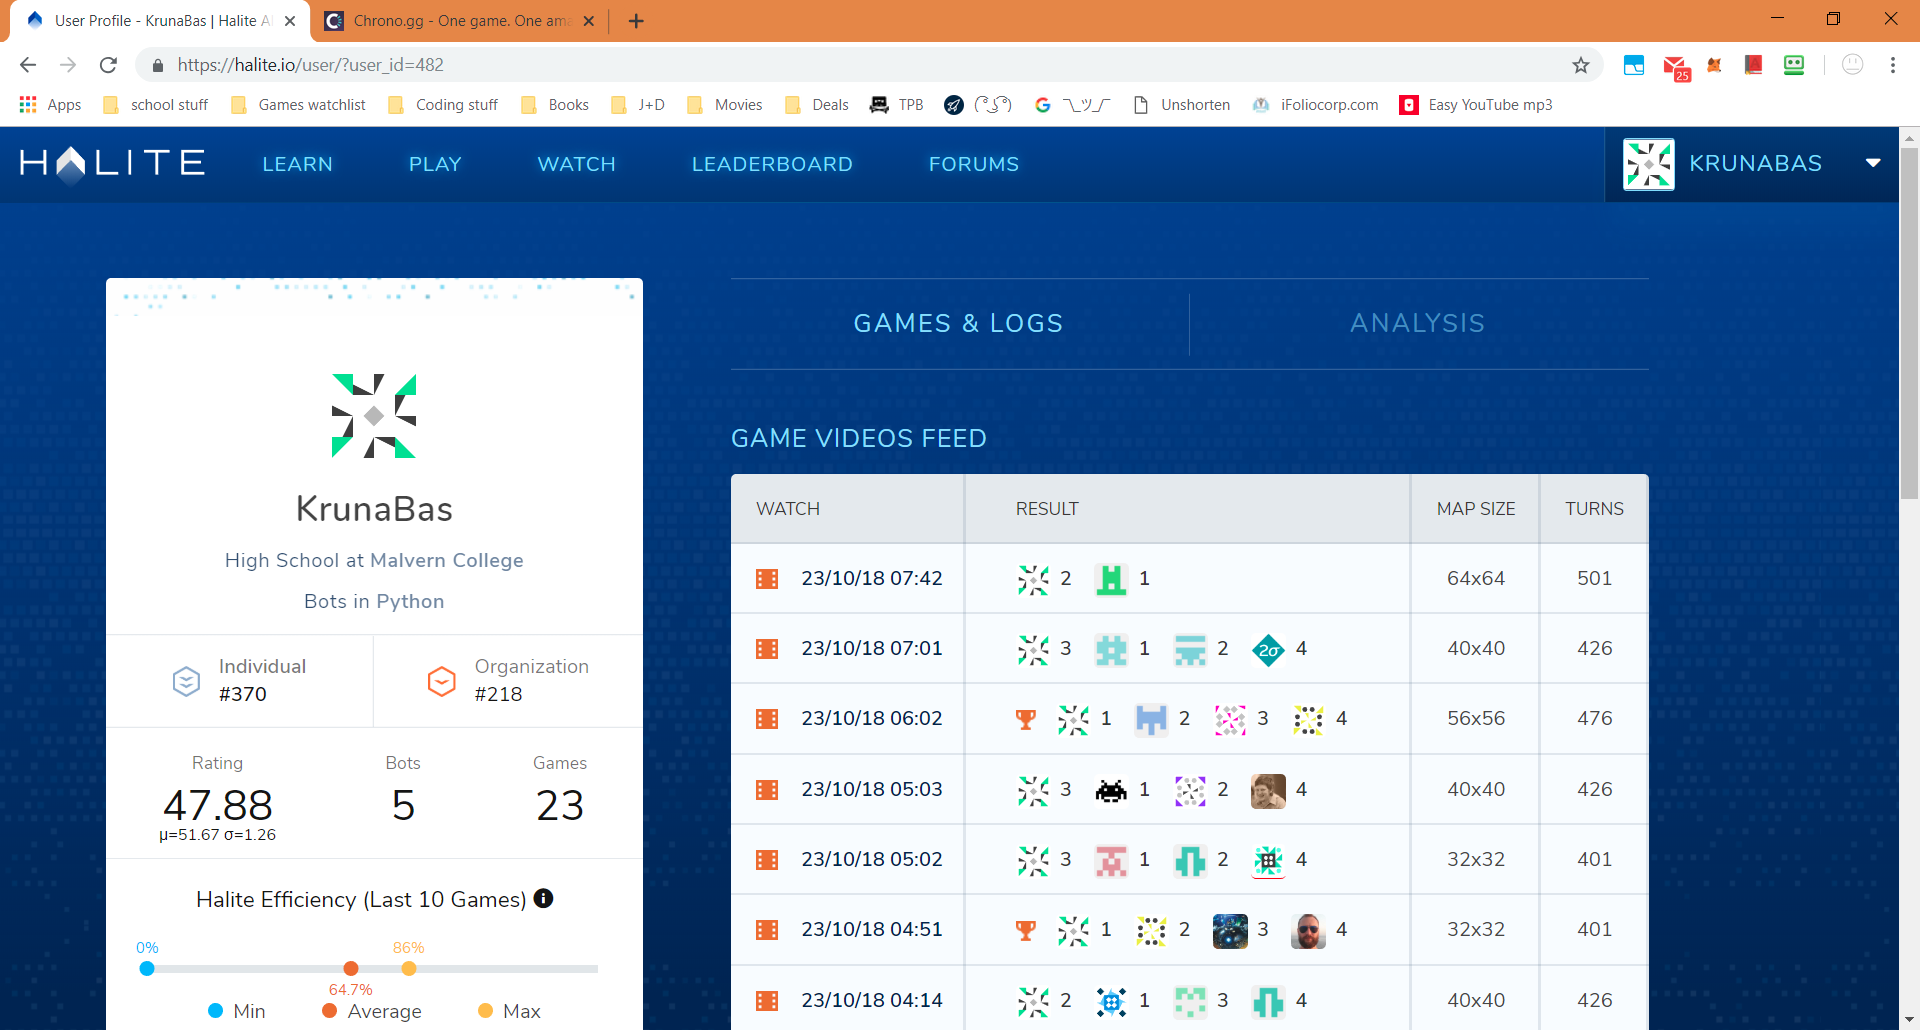 User Profile - KrunaBas | Halite A
Chrono.gg - One game. One am
https://halite.io/user/?user_id=482
25
Apps school stuff Games watchlist Coding stuff Books J+D Movies Deals TPB ( ͡° ͜ʖ ͡°) ¯\_ツ_/¯ Unshorten iFoliocorp.com Easy YouTube mp3
HALITE LEARN PLAY WATCH LEADERBOARD FORUMS KRUNABAS
GAMES & LOGS ANALYSIS
KrunaBas
High School at Malvern College
Bots in Python
Individual
#370
Organization
#218
Rating
47.88
μ=51.67 σ=1.26
Bots
5
Games
23
Halite Efficiency (Last 10 Games)
0% 86%
64.7%
Min Average Max
GAME VIDEOS FEED
WATCH RESULT MAP SIZE TURNS
23/10/18 07:42 2 1 64x64 501
23/10/18 07:01 3 1 2 2σ 4 40x40 426
23/10/18 06:02 1 2 3 4 56x56 476
23/10/18 05:03 3 1 2 4 40x40 426
23/10/18 05:02 3 1 2 4 32x32 401
23/10/18 04:51 1 2 3 4 32x32 401
23/10/18 04:14 2 1 3 4 40x40 426